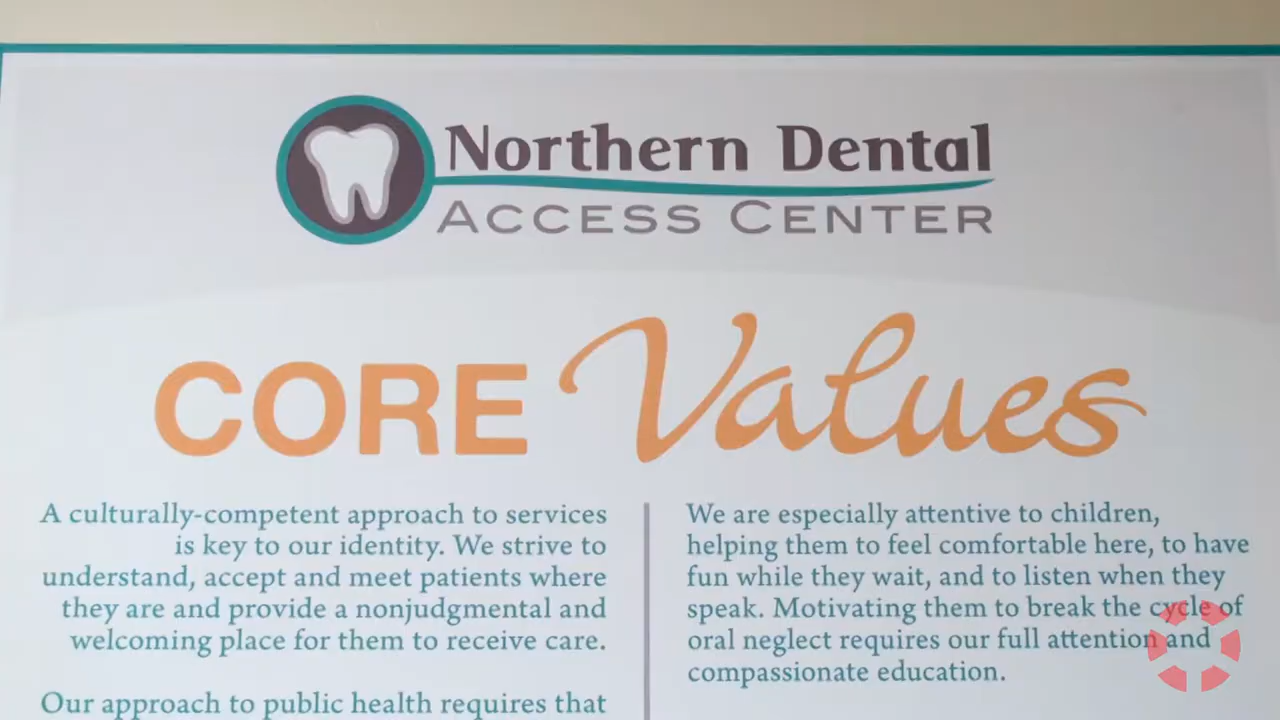 Northern Dental
ACCESS CENTER
CORE Values
A culturally-competent approach to services
is key to our identity. We strive to
understand, accept and meet patients where
they are and provide a nonjudgmental and
welcoming place for them to receive care.
Our approach to public health requires that
We are especially attentive to children,
helping them to feel comfortable here, to have
fun while they wait, and to listen when they
speak. Motivating them to break the cycle of
oral neglect requires our full attention and
compassionate education.